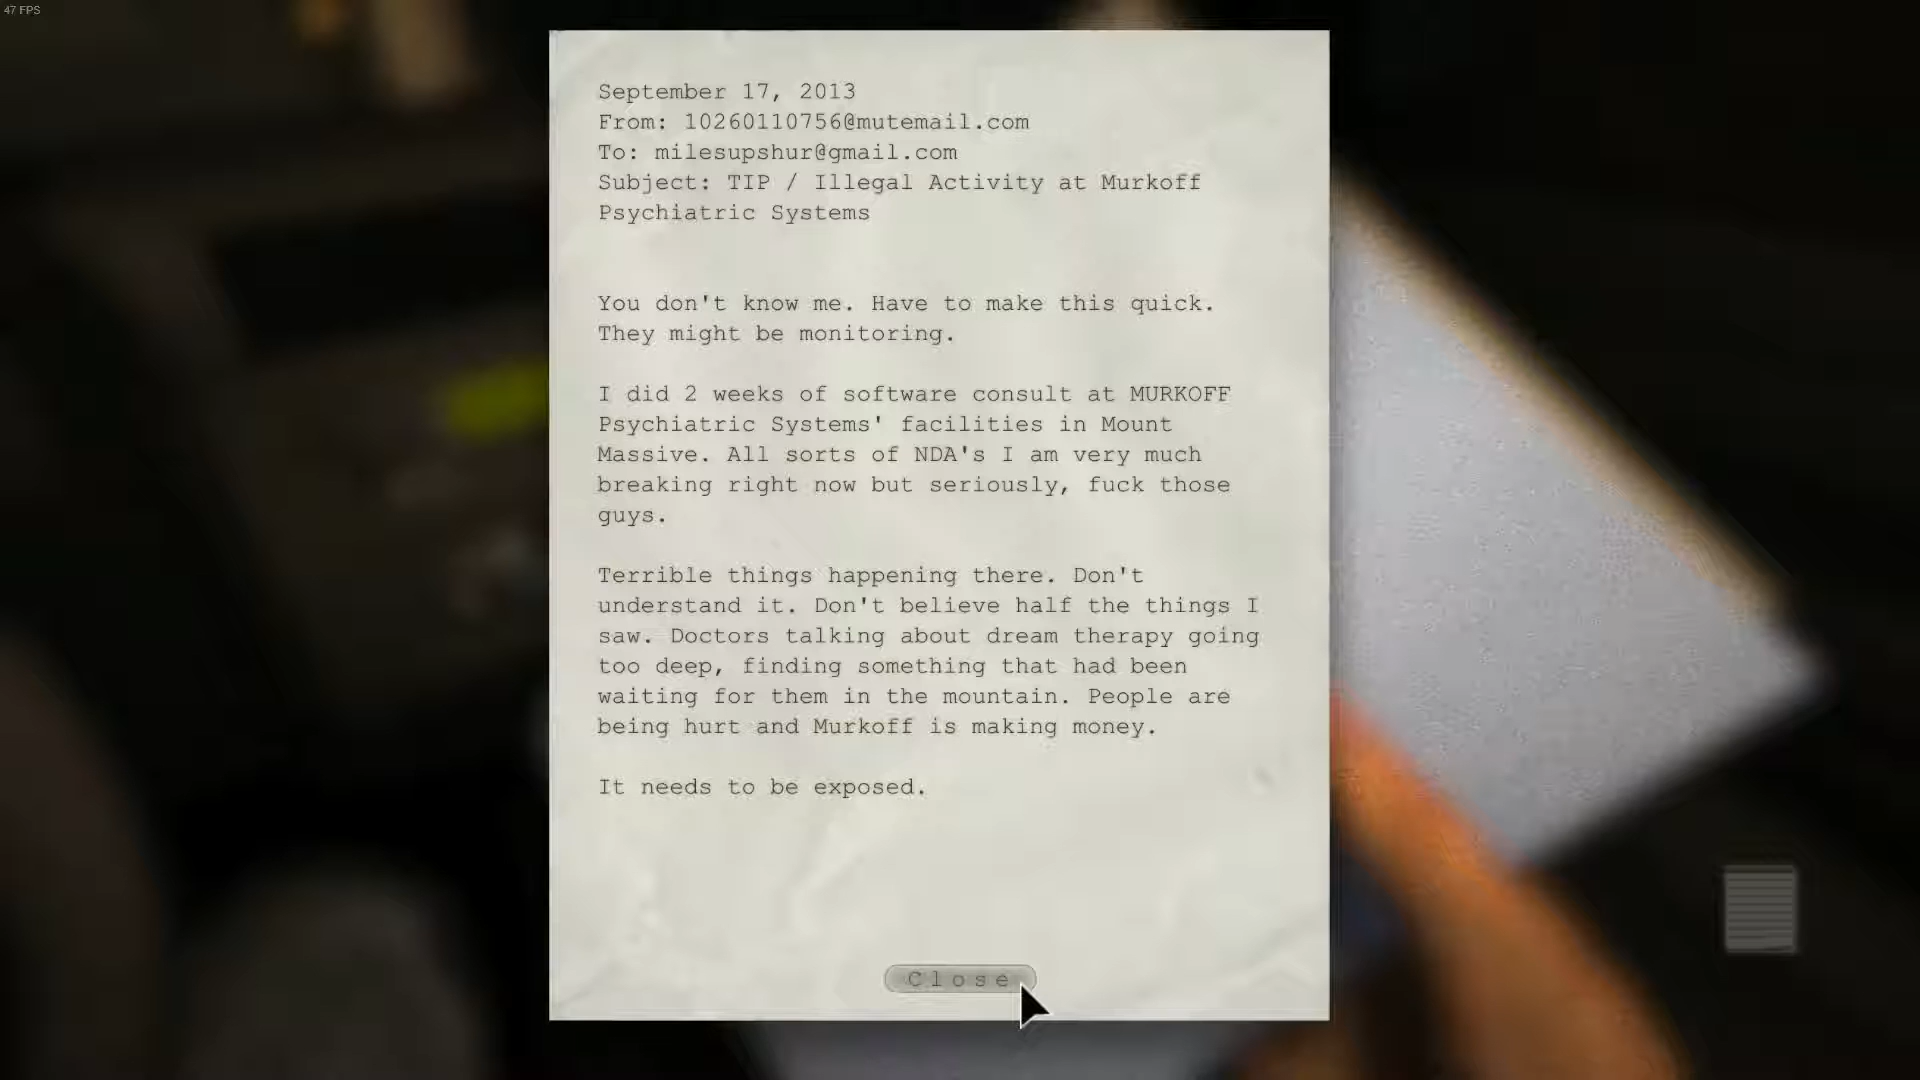 47 FPS
September 17, 2013
From: 10260110756@mutemail.com
To: milesupshur@gmail.com
Subject: TIP / Illegal Activity at Murkoff
Psychiatric Systems
You don't know me. Have to make this quick.
They might be monitoring.
I did 2 weeks of software consult at MURKOFF
Psychiatric Systems' facilities in Mount
Massive. All sorts of NDA's I am very much
breaking right now but seriously, fuck those
guys.
Terrible things happening there. Don't
understand it. Don't believe half the things I
saw. Doctors talking about dream therapy going
too deep, finding something that had been
waiting for them in the mountain. People are
being hurt and Murkoff is making money.
It needs to be exposed.
Close